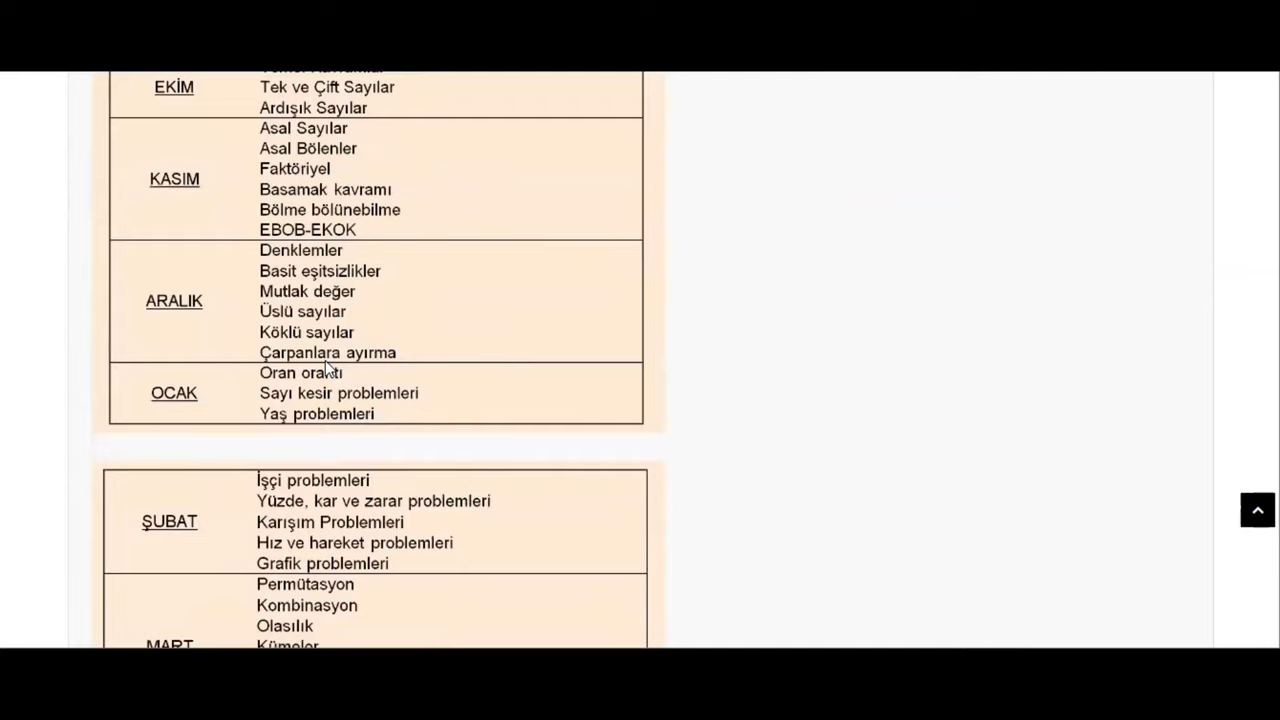 EKİM
Tek ve Çift Sayılar
Ardışık Sayılar
KASIM
Asal Sayılar
Asal Bölenler
Faktöriyel
Basamak kavramı
Bölme bölünebilme
EBOB-EKOK
ARALIK
Denklemler
Basit eşitsizlikler
Mutlak değer
Üslü sayılar
Köklü sayılar
Çarpanlara ayırma
OCAK
Oran orantı
Sayı kesir problemleri
Yaş problemleri
ŞUBAT
İşçi problemleri
Yüzde, kar ve zarar problemleri
Karışım Problemleri
Hız ve hareket problemleri
Grafik problemleri
MART
Permütasyon
Kombinasyon
Olasılık
Kümeler